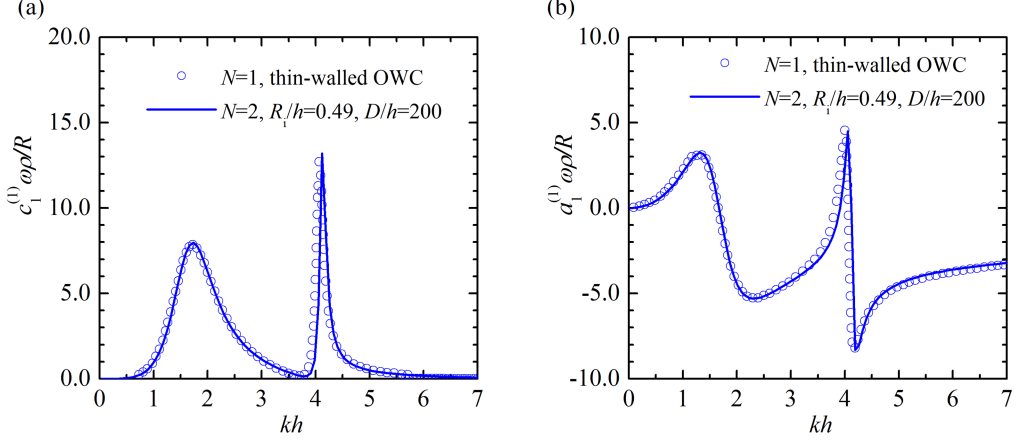 (a)
20.0
15.0
10.0
5.0
0.0
c₁⁽¹⁾ωρ/R
N=1, thin-walled OWC
N=2, Rᵢ/h=0.49, D/h=200
0 1 2 3 4 5 6 7
kh
(b)
10.0
5.0
0.0
-5.0
-10.0
a₁⁽¹⁾ωρ/R
N=1, thin-walled OWC
N=2, Rᵢ/h=0.49, D/h=200
0 1 2 3 4 5 6 7
kh